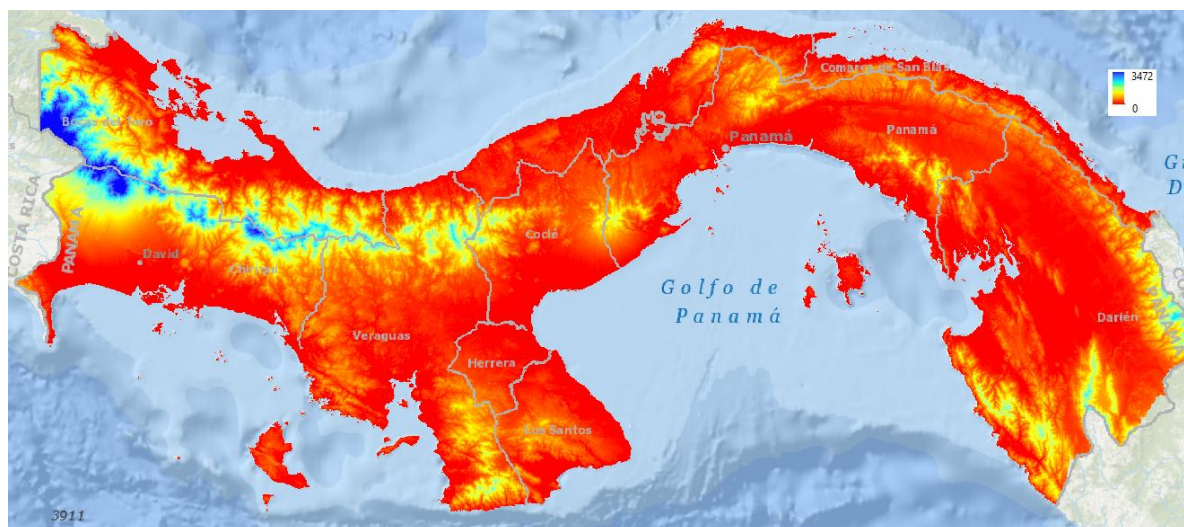 Comarca de San Blas
3472
0
Bocas del Toro
Panamá
Panamá
COSTA RICA
PANAMA
David
Chiriquí
Coclé
Golfo de
Panamá
PANAMA
Darién
Veraguas
Herrera
Los Santos
3911